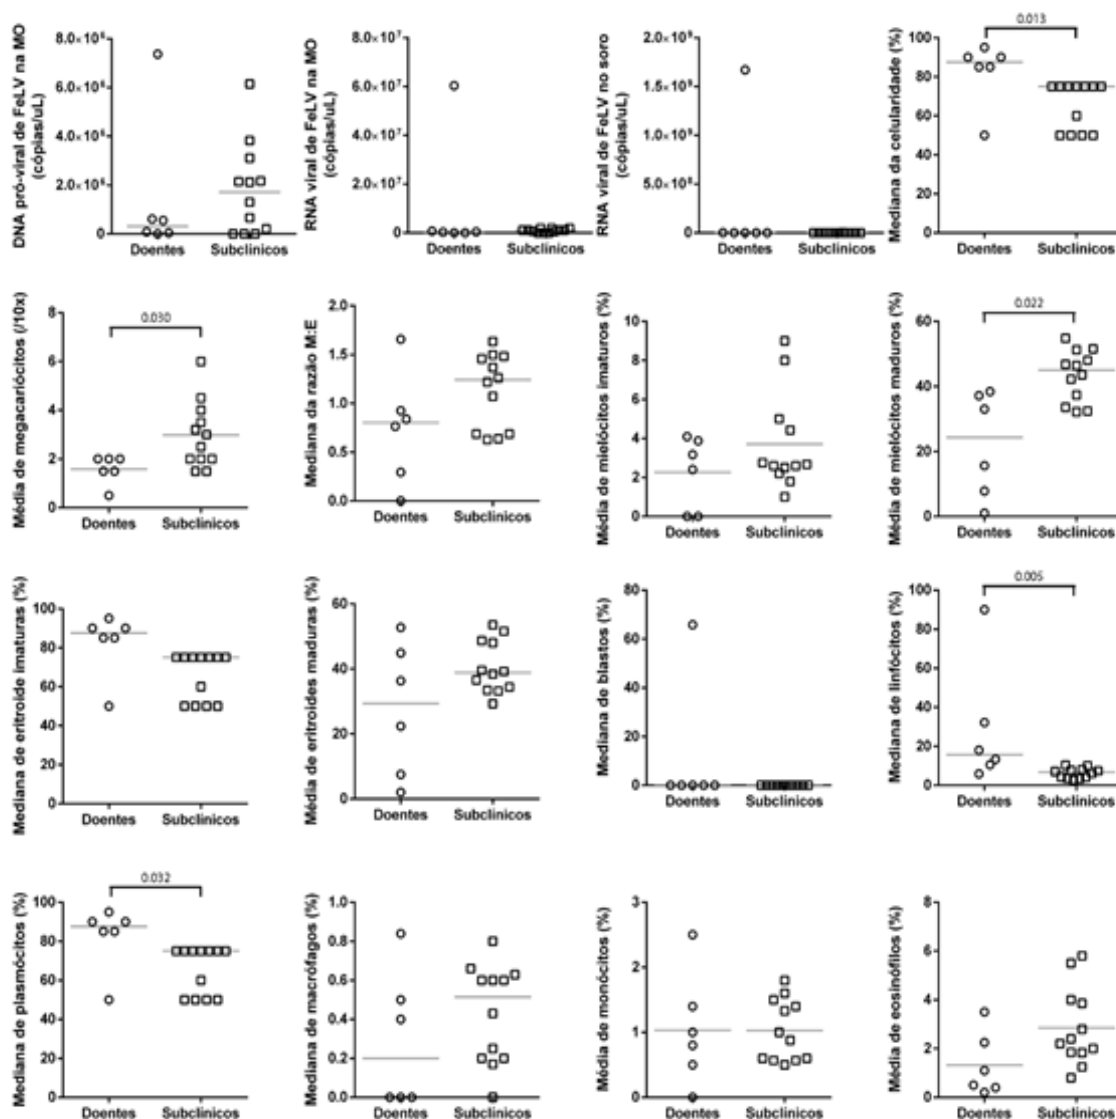 DNA pró-viral de FeLV na MO
(cópias/uL)
8.0×10⁶
6.0×10⁶
4.0×10⁶
2.0×10⁶
0
Doentes Subclínicos
RNA viral de FeLV na MO
(cópias/uL)
8.0×10⁷
6.0×10⁷
4.0×10⁷
2.0×10⁷
0
Doentes Subclínicos
RNA viral de FeLV no soro
(cópias/uL)
2.0×10⁹
1.5×10⁹
1.0×10⁹
5.0×10⁸
0
Doentes Subclínicos
Mediana da celularidade (%)
0.013
100
80
60
40
20
0
Doentes Subclínicos
Média de megacariócitos (/10x)
0.030
8
6
4
2
0
Doentes Subclínicos
Mediana da razão M:E
2.0
1.5
1.0
0.5
0.0
Doentes Subclínicos
Média de mielócitos imaturos (%)
10
8
6
4
2
0
Doentes Subclínicos
Média de mielócitos maduros (%)
0.022
60
40
20
0
Doentes Subclínicos
Mediana de eritroide imaturas (%)
100
80
60
40
20
0
Doentes Subclínicos
Média de eritroides maduras (%)
60
40
20
0
Doentes Subclínicos
Mediana de blastos (%)
80
60
40
20
0
Doentes Subclínicos
Mediana de linfócitos (%)
0.005
100
80
60
40
20
0
Doentes Subclínicos
Mediana de plasmócitos (%)
0.032
100
80
60
40
20
0
Doentes Subclínicos
Mediana de macrófagos (%)
1.0
0.8
0.6
0.4
0.2
0.0
Doentes Subclínicos
Média de monócitos (%)
3
2
1
0
Doentes Subclínicos
Média de eosinófilos (%)
8
6
4
2
0
Doentes Subclínicos